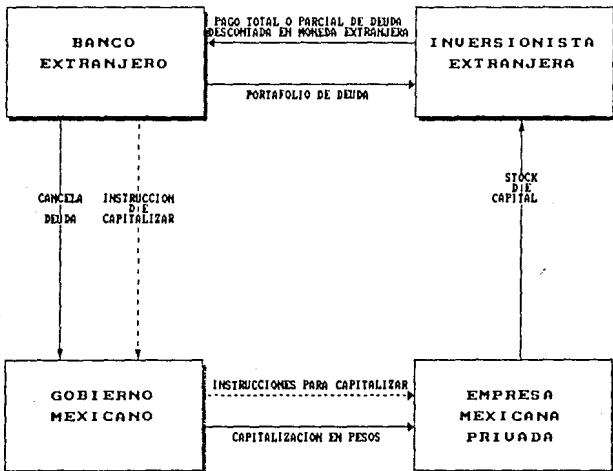 BANCO
EXTRANJERO
PAGO TOTAL O PARCIAL DE DEUDA
DESCONTADA EN MONEDA EXTRANJERA
PORTAFOLIO DE DEUDA
INVERSIONISTA
EXTRANJERA
CANCELA
DEUDA
INSTRUCCION
DE
CAPITALIZAR
STOCK
DE
CAPITAL
GOBIERNO
MEXICANO
INSTRUCCIONES PARA CAPITALIZAR
CAPITALIZACION EN PESOS
EMPRESA
MEXICANA
PRIVADA